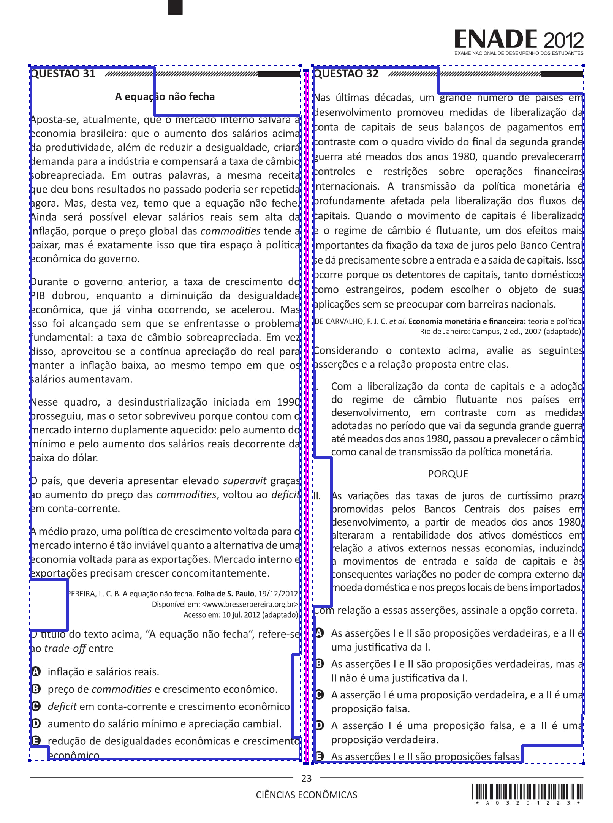 ENADE 2012
EXAME NACIONAL DE DESEMPENHO DOS ESTUDANTES
QUESTÃO 31
A equação não fecha
Aposta-se, atualmente, que o mercado interno salvará a
economia brasileira: que o aumento dos salários acima
da produtividade, além de reduzir a desigualdade, criará
demanda para a indústria e compensará a taxa de câmbio
sobreapreciada. Em outras palavras, a mesma receita
que deu bons resultados no passado poderia ser repetida
agora. Mas, desta vez, temo que a equação não feche.
Ainda será possível elevar salários reais sem alta da
inflação, porque o preço global das commodities tende a
baixar, mas é exatamente isso que tira espaço à política
econômica do governo.
Durante o governo anterior, a taxa de crescimento do
PIB dobrou, enquanto a diminuição da desigualdade
econômica, que já vinha ocorrendo, se acelerou. Mas
isso foi alcançado sem que se enfrentasse o problema
fundamental: a taxa de câmbio sobreapreciada. Em vez
disso, aproveitou-se a contínua apreciação do real para
manter a inflação baixa, ao mesmo tempo em que os
salários aumentavam.
Nesse quadro, a desindustrialização iniciada em 1990
prosseguiu, mas o setor sobreviveu porque contou com o
mercado interno duplamente aquecido: pelo aumento do
mínimo e pelo aumento dos salários reais decorrente da
baixa do dólar.
O país, que deveria apresentar elevado superavit graças
ao aumento do preço das commodities, voltou ao deficit
em conta-corrente.
A médio prazo, uma política de crescimento voltada para o
mercado interno é tão inviável quanto a alternativa de uma
economia voltada para as exportações. Mercado interno e
exportações precisam crescer concomitantemente.
PEREIRA, L. C. B. A equação não fecha. Folha de S. Paulo, 19/12/2012
Disponível em: <www.bresserpereira.org.br>
Acesso em: 10 jul. 2012 (adaptado)
O título do texto acima, “A equação não fecha”, refere-se
ao trade off entre
A inflação e salários reais.
B preço de commodities e crescimento econômico.
C deficit em conta-corrente e crescimento econômico
D aumento do salário mínimo e apreciação cambial.
E redução de desigualdades econômicas e crescimento
econômico
QUESTÃO 32
Nas últimas décadas, um grande número de países em
desenvolvimento promoveu medidas de liberalização da
conta de capitais de seus balanços de pagamentos em
contraste com o quadro vivido do final da segunda grande
guerra até meados dos anos 1980, quando prevaleceram
controles e restrições sobre operações financeiras
internacionais. A transmissão da política monetária é
profundamente afetada pela liberalização dos fluxos de
capitais. Quando o movimento de capitais é liberalizado
e o regime de câmbio é flutuante, um dos efeitos mais
importantes da fixação da taxa de juros pelo Banco Central
se dá precisamente sobre a entrada e a saída de capitais. Isso
ocorre porque os detentores de capitais, tanto domésticos
como estrangeiros, podem escolher o objeto de suas
aplicações sem se preocupar com barreiras nacionais.
DE CARVALHO, F. J. C. et al. Economia monetária e financeira: teoria e política
Rio de Janeiro: Campus, 2 ed., 2007 (adaptado)
Considerando o contexto acima, avalie as seguintes
asserções e a relação proposta entre elas.
I. Com a liberalização da conta de capitais e a adoção
do regime de câmbio flutuante nos países em
desenvolvimento, em contraste com as medidas
adotadas no período que vai da segunda grande guerra
até meados dos anos 1980, passou a prevalecer o câmbio
como canal de transmissão da política monetária.
PORQUE
II. As variações das taxas de juros de curtíssimo prazo
promovidas pelos Bancos Centrais dos países em
desenvolvimento, a partir de meados dos anos 1980,
alteraram a rentabilidade dos ativos domésticos em
relação a ativos externos nessas economias, induzindo
a movimentos de entrada e saída de capitais e às
consequentes variações no poder de compra externo da
moeda doméstica e nos preços locais de bens importados.
Com relação a essas asserções, assinale a opção correta.
A As asserções I e II são proposições verdadeiras, e a II é
uma justificativa da I.
B As asserções I e II são proposições verdadeiras, mas a
II não é uma justificativa da I.
C A asserção I é uma proposição verdadeira, e a II é uma
proposição falsa.
D A asserção I é uma proposição falsa, e a II é uma
proposição verdadeira.
E As asserções I e II são proposições falsas
23
CIÊNCIAS ECONÔMICAS
* A 0 3 2 0 1 2 2 3 *